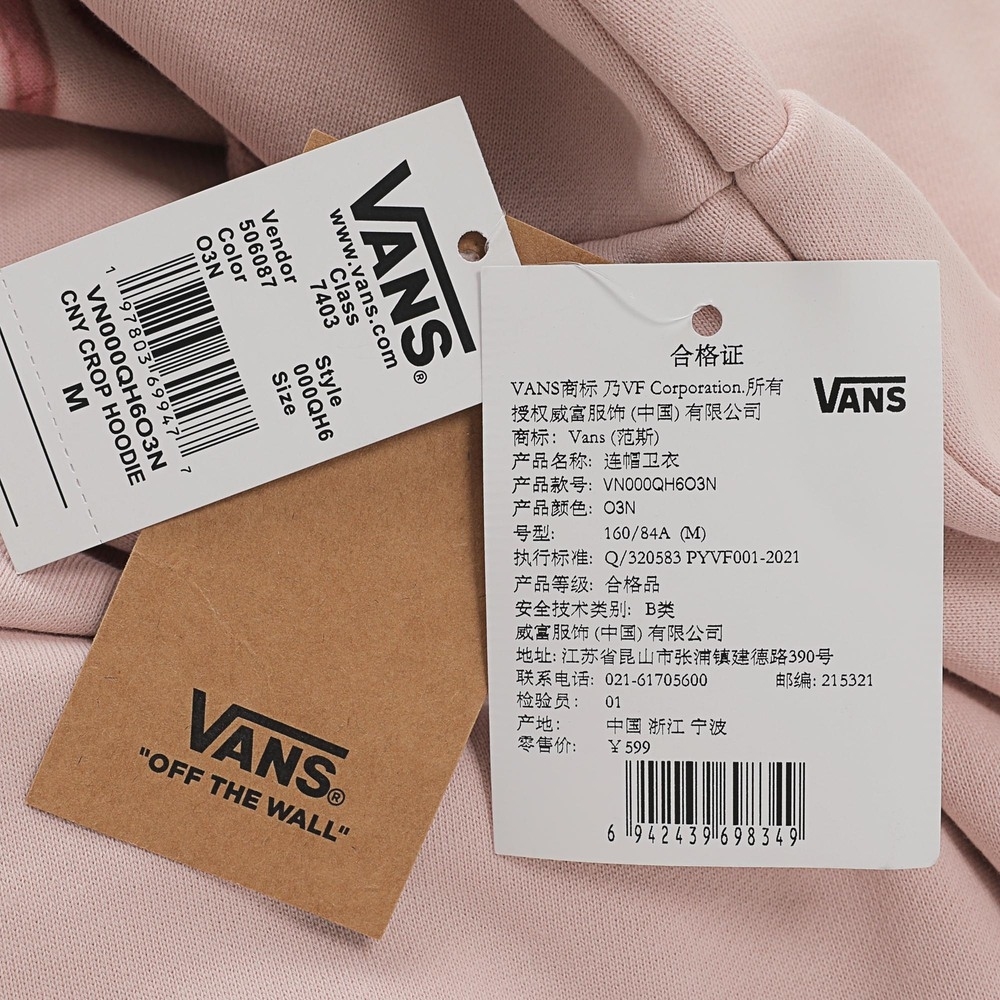 VANS®
www.vans.com
Class
7403
Style
000QH6
Size
Vendor
506087
Color
O3N
1 97803 69947 7
VN000QH6O3N
CNY CROP HOODIE
M
VANS®
"OFF THE WALL"
合格证
VANS商标 乃VF Corporation.所有
授权威富服饰 (中国) 有限公司
VANS
商标: Vans (范斯)
产品名称: 连帽卫衣
产品款号: VN000QH6O3N
产品颜色: O3N
号型: 160/84A (M)
执行标准: Q/320583 PYVF001-2021
产品等级: 合格品
安全技术类别: B类
威富服饰 (中国) 有限公司
地址: 江苏省昆山市张浦镇建德路390号
联系电话: 021-61705600 邮编: 215321
检验员: 01
产地: 中国 浙江 宁波
零售价: ￥599
6 942439 698349